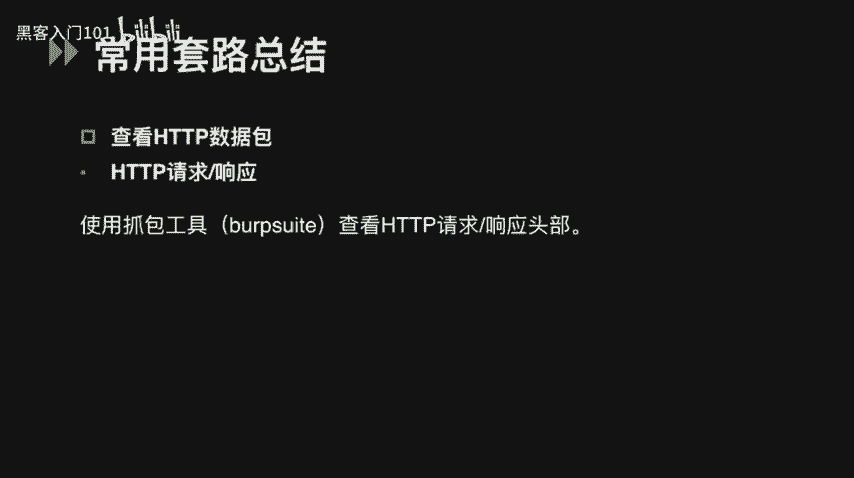 黑客入门101 bilibili
常用套路总结
查看HTTP数据包
HTTP请求/响应
使用抓包工具（burpsuite）查看HTTP请求/响应头部。